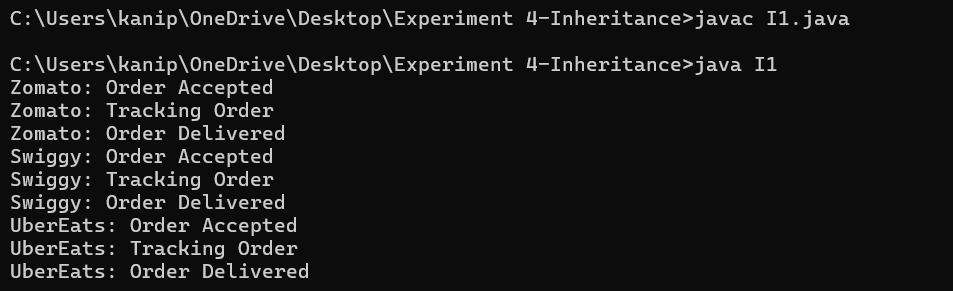 C:\Users\kanip\OneDrive\Desktop\Experiment 4-Inheritance>javac I1.java
C:\Users\kanip\OneDrive\Desktop\Experiment 4-Inheritance>java I1
Zomato: Order Accepted
Zomato: Tracking Order
Zomato: Order Delivered
Swiggy: Order Accepted
Swiggy: Tracking Order
Swiggy: Order Delivered
UberEats: Order Accepted
UberEats: Tracking Order
UberEats: Order Delivered